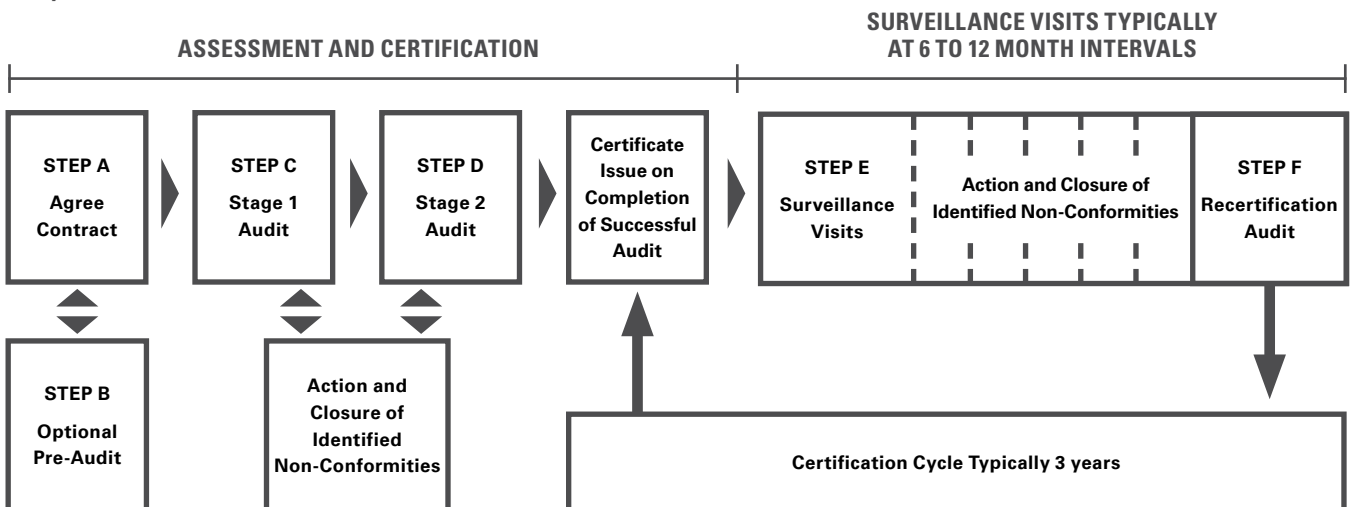 ASSESSMENT AND CERTIFICATION
SURVEILLANCE VISITS TYPICALLY
AT 6 TO 12 MONTH INTERVALS
STEP A
Agree
Contract
STEP C
Stage 1
Audit
STEP D
Stage 2
Audit
Certificate
Issue on
Completion
of Successful
Audit
STEP E
Surveillance
Visits
Action and Closure of
Identified Non-Conformities
STEP F
Recertification
Audit
STEP B
Optional
Pre-Audit
Action and
Closure of
Identified
Non-Conformities
Certification Cycle Typically 3 years